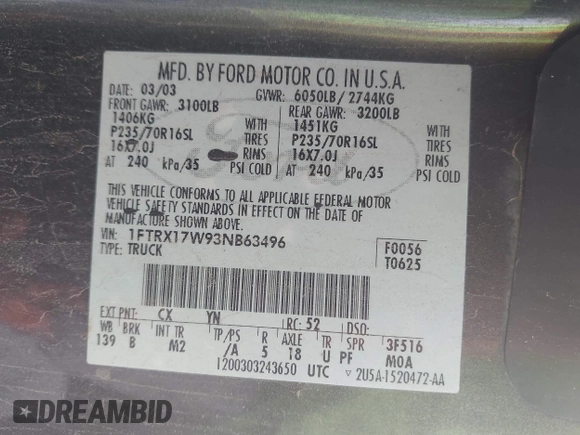 MFD. BY FORD MOTOR CO. IN U.S.A.
DATE: 03/03 GVWR: 6050LB/ 2744KG
FRONT GAWR: 3100LB REAR GAWR: 3200LB
1406KG WITH 1451KG WITH
P235/70R16SL TIRES P235/70R16SL TIRES
16X7.0J RIMS 16X7.0J RIMS
AT 240 kPa/35 PSI COLD AT 240 kPa/35 PSI COLD
THIS VEHICLE CONFORMS TO ALL APPLICABLE FEDERAL MOTOR
VEHICLE SAFETY STANDARDS IN EFFECT ON THE DATE OF
MANUFACTURE SHOWN ABOVE.
VIN: 1FTRX17W93NB63496 F0056
TYPE: TRUCK T0625
EXT PNT: CX YN RC: 52 DSO:
WB BRK INT TR TP/PS R AXLE TR SPR 3F516
139 B M2 /A 5 18 U PF M0A
1200303243650 UTC ▽ 2U5A-1520472-AA
DREAMBID